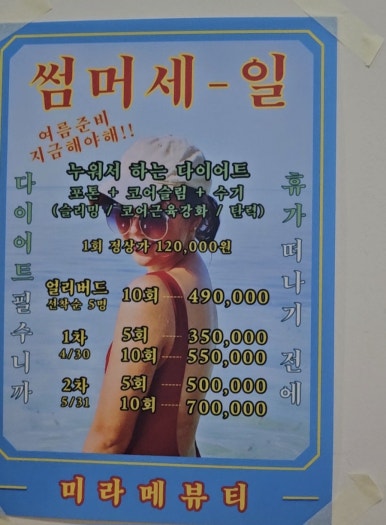 썸머세-일
여름준비
지금해야해!!
누워서 하는 다이어트
포톤 + 코어슬림 + 수기
(슬리밍 / 코어근육강화 / 탄력)
1회 정상가 120,000원
얼리버드
선착순 5명
10회 490,000
1차
4/30
5회 350,000
10회 550,000
2차
5/31
5회 500,000
10회 700,000
다이어트필수니까
휴가떠나기 전에
미라메뷰티